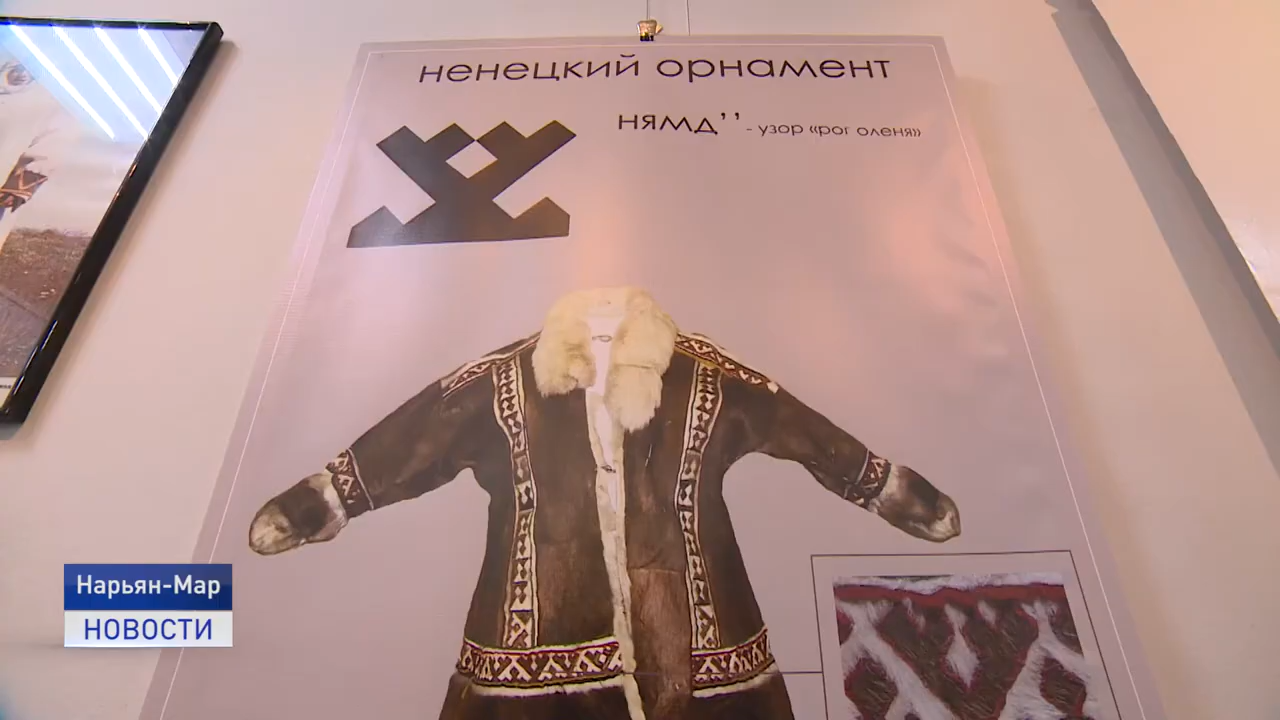 ненецкий орнамент
нямд’’ - узор «рог оленя»
Нарьян-Мар
НОВОСТИ